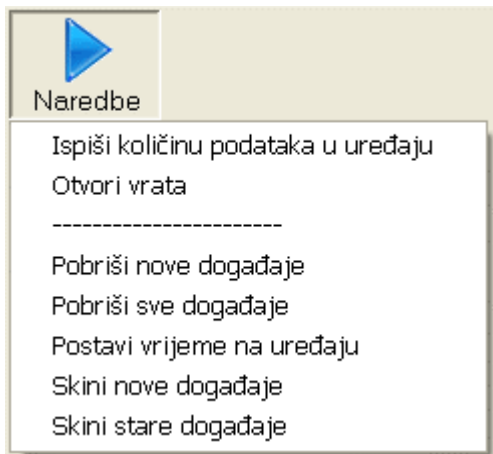 Naredbe
Ispiši količinu podataka u uređaju
Otvori vrata
-----------------------
Pobriši nove događaje
Pobriši sve događaje
Postavi vrijeme na uređaju
Skini nove događaje
Skini stare događaje